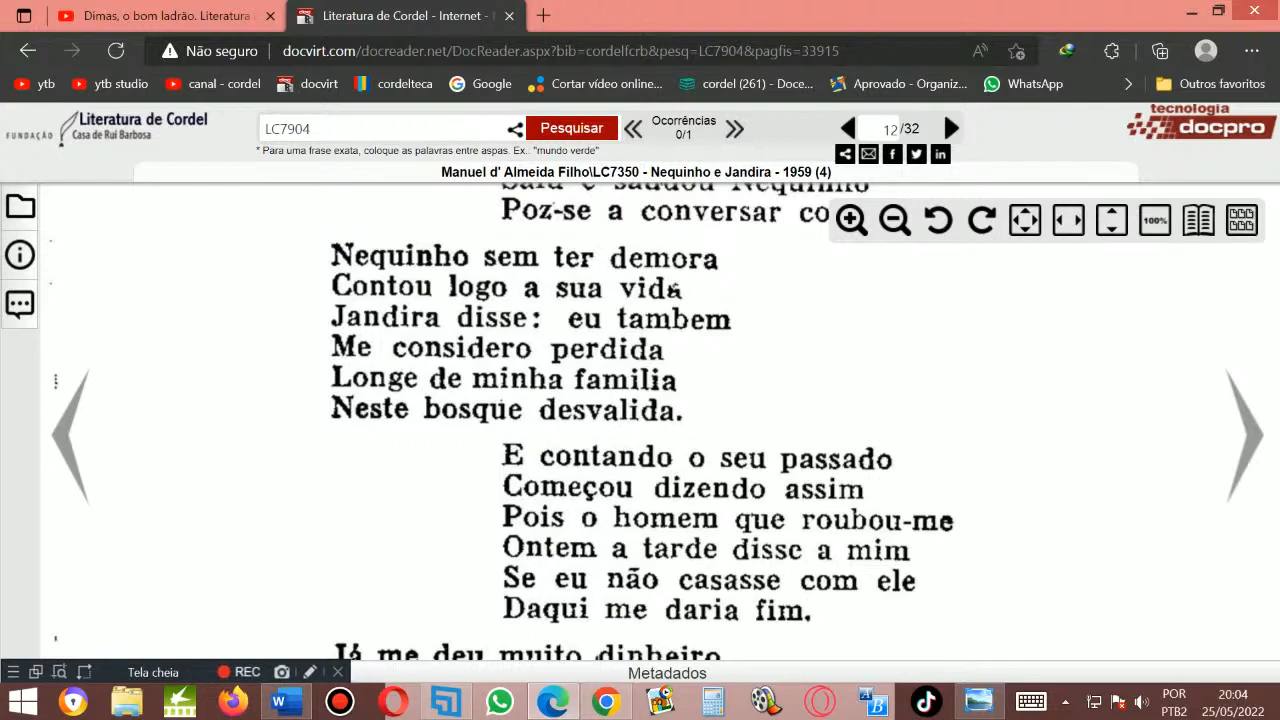 Dimas, o bom ladrão. Literatura
Literatura de Cordel - Internet -
Não seguro
docvirt.com/docreader.net/DocReader.aspx?bib=cordelfcrb&pesq=LC7904&pagfis=33915
ytb
ytb studio
canal - cordel
docvirt
cordelteca
Google
Cortar vídeo online...
cordel (261) - Doce...
Aprovado - Organiz...
WhatsApp
Outros favoritos
FUNDAÇÃO
Literatura de Cordel
Casa de Rui Barbosa
LC7904
Pesquisar
Ocorrências
0/1
12 /32
* Para uma frase exata, coloque as palavras entre aspas. Ex.. "mundo verde"
tecnologia
docpro
Manuel d' Almeida Filho\LC7350 - Nequinho e Jandira - 1959 (4)
Saiu e saudou Nequinho
Poz-se a conversar co
100%
Nequinho sem ter demora
Contou logo a sua vida
Jandira disse: eu tambem
Me considero perdida
Longe de minha familia
Neste bosque desvalida.
E contando o seu passado
Começou dizendo assim
Pois o homem que roubou-me
Ontem a tarde disse a mim
Se eu não casasse com ele
Daqui me daria fim.
Já me deu muito dinheiro
Tela cheia
REC
Metadados
POR
PTB2
20:04
25/05/2022